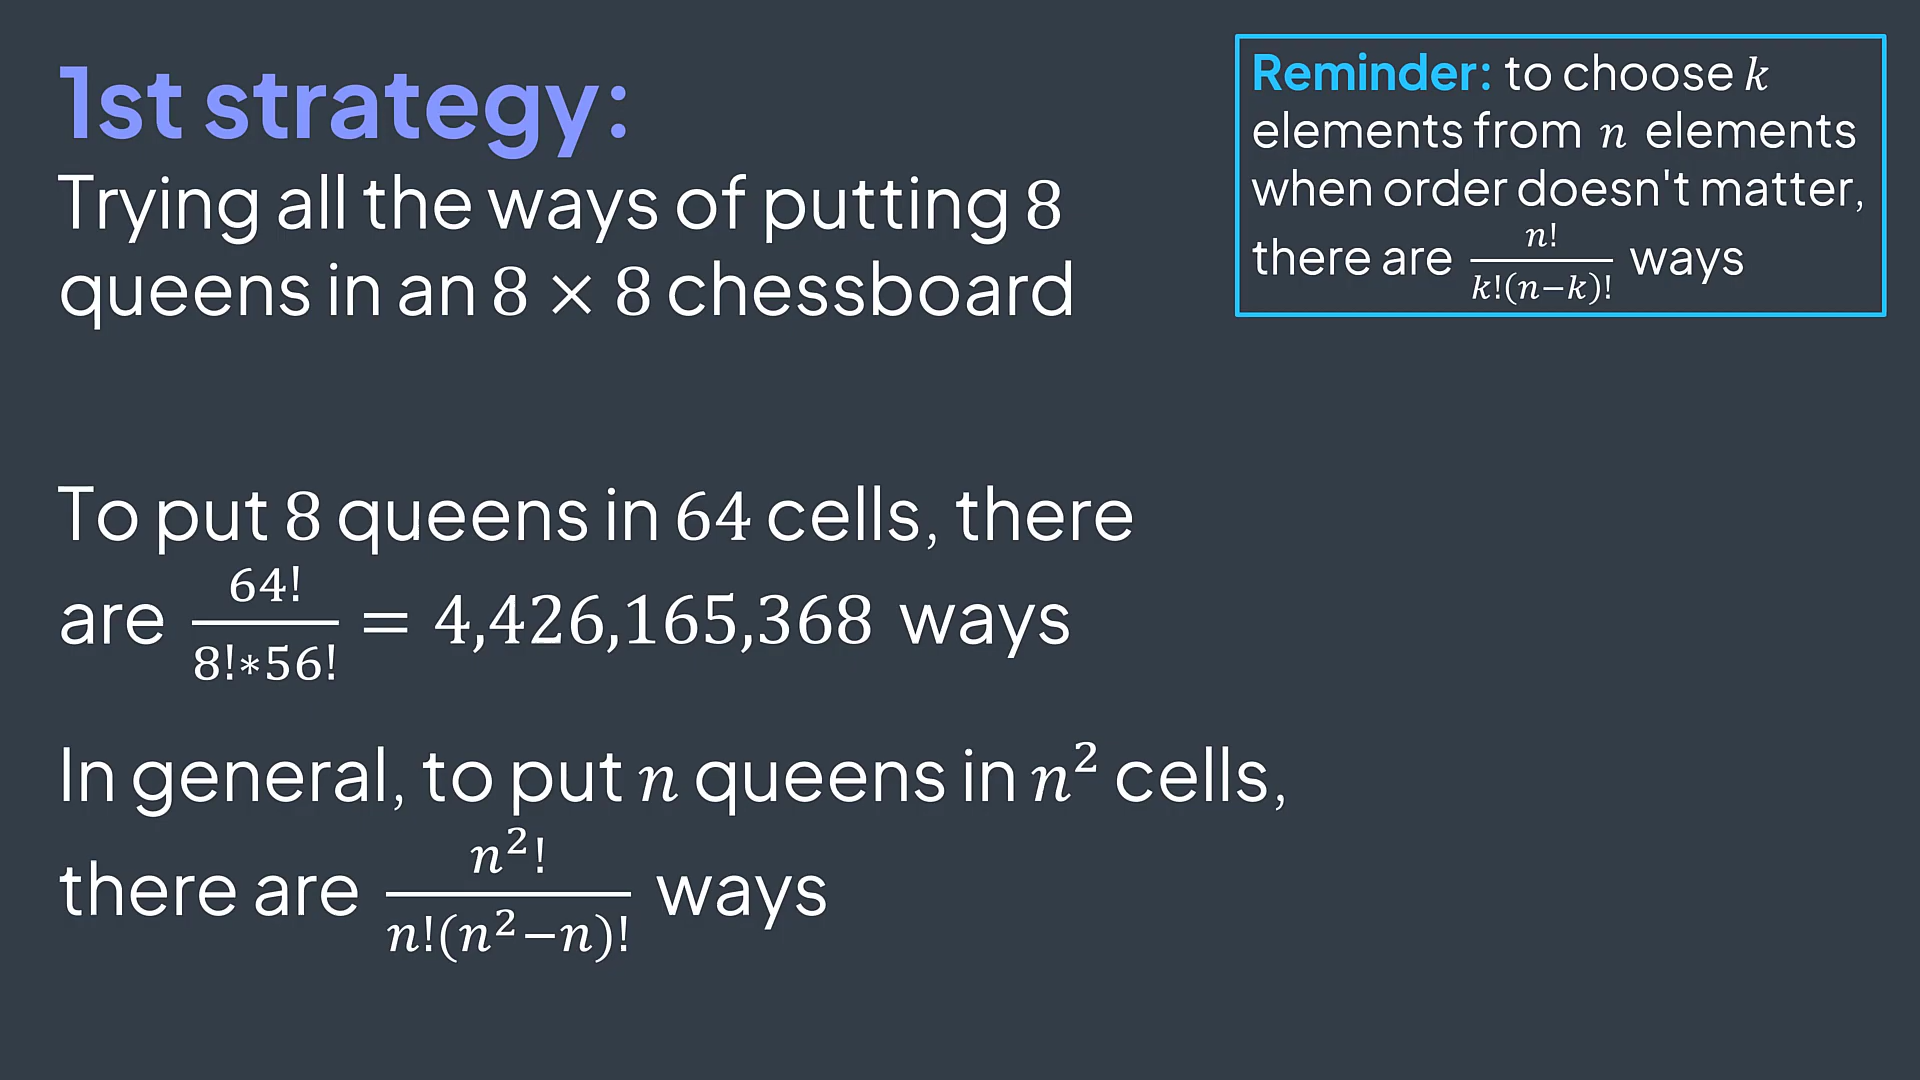 1st strategy:
Trying all the ways of putting 8
queens in an 8 × 8 chessboard
Reminder: to choose k
elements from n elements
when order doesn't matter,
there are n!/k!(n−k)! ways
To put 8 queens in 64 cells, there
are 64!/8!*56! = 4,426,165,368 ways
In general, to put n queens in n² cells,
there are n²!/n!(n²−n)! ways